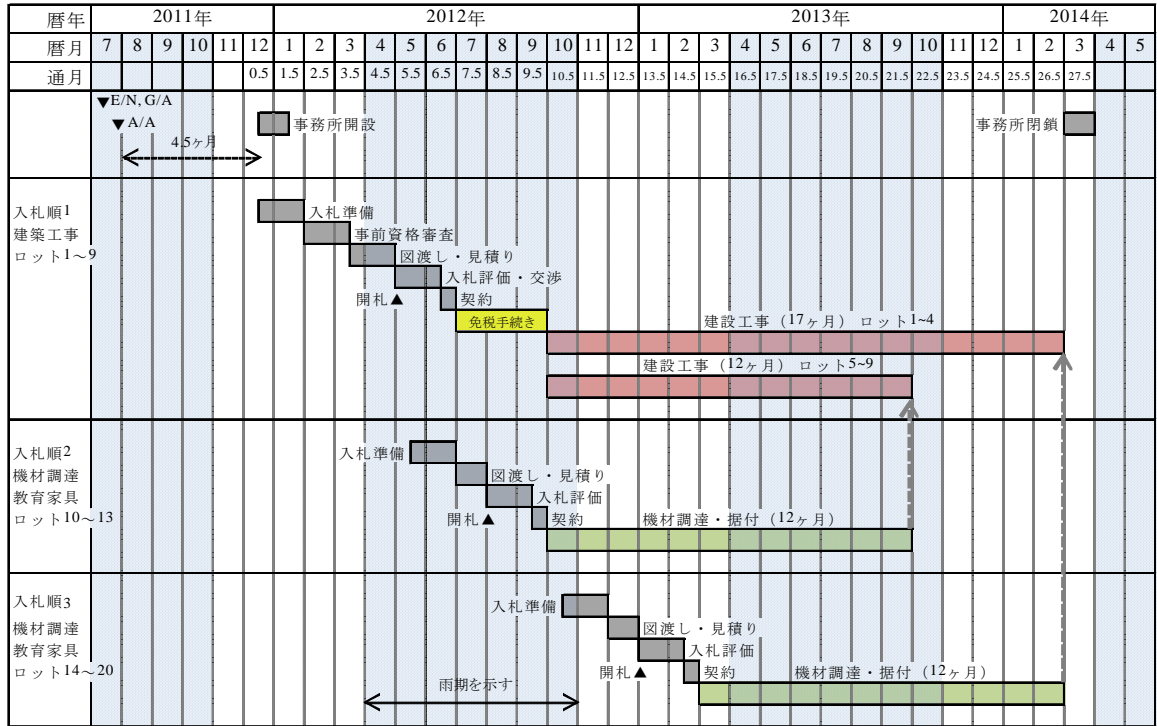 暦年 2011年 2012年 2013年 2014年
暦月 7 8 9 10 11 12 1 2 3 4 5 6 7 8 9 10 11 12 1 2 3 4 5 6 7 8 9 10 11 12 1 2 3 4 5
通月 0.5 1.5 2.5 3.5 4.5 5.5 6.5 7.5 8.5 9.5 10.5 11.5 12.5 13.5 14.5 15.5 16.5 17.5 18.5 19.5 20.5 21.5 22.5 23.5 24.5 25.5 26.5 27.5
▼E/N, G/A
▼A/A 事務所開設 事務所閉鎖
4.5ヶ月
入札順1 入札準備
建築工事 事前資格審査
ロット1～9 図渡し・見積り
入札評価・交渉
開札▲ 契約
免税手続き 建設工事（17ヶ月）ロット1~4
建設工事（12ヶ月）ロット5~9
入札順2 入札準備
機材調達 図渡し・見積り
教育家具 入札評価
ロット10～13 開札▲ 契約 機材調達・据付（12ヶ月）
入札順3 入札準備
機材調達 図渡し・見積り
教育家具 入札評価
ロット14～20 開札▲ 契約 機材調達・据付（12ヶ月）
雨期を示す